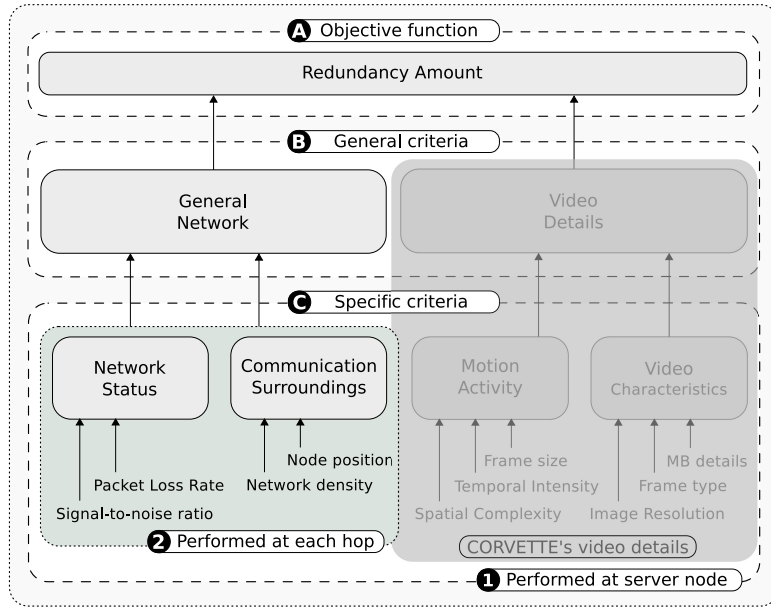 A Objective function
Redundancy Amount
B General criteria
General
Network
Video
Details
C Specific criteria
Network
Status
Communication
Surroundings
Motion
Activity
Video
Characteristics
Node position
Packet Loss Rate
Network density
Signal-to-noise ratio
Frame size
Temporal Intensity
Spatial Complexity
MB details
Frame type
Image Resolution
2 Performed at each hop
CORVETTE's video details
1 Performed at server node